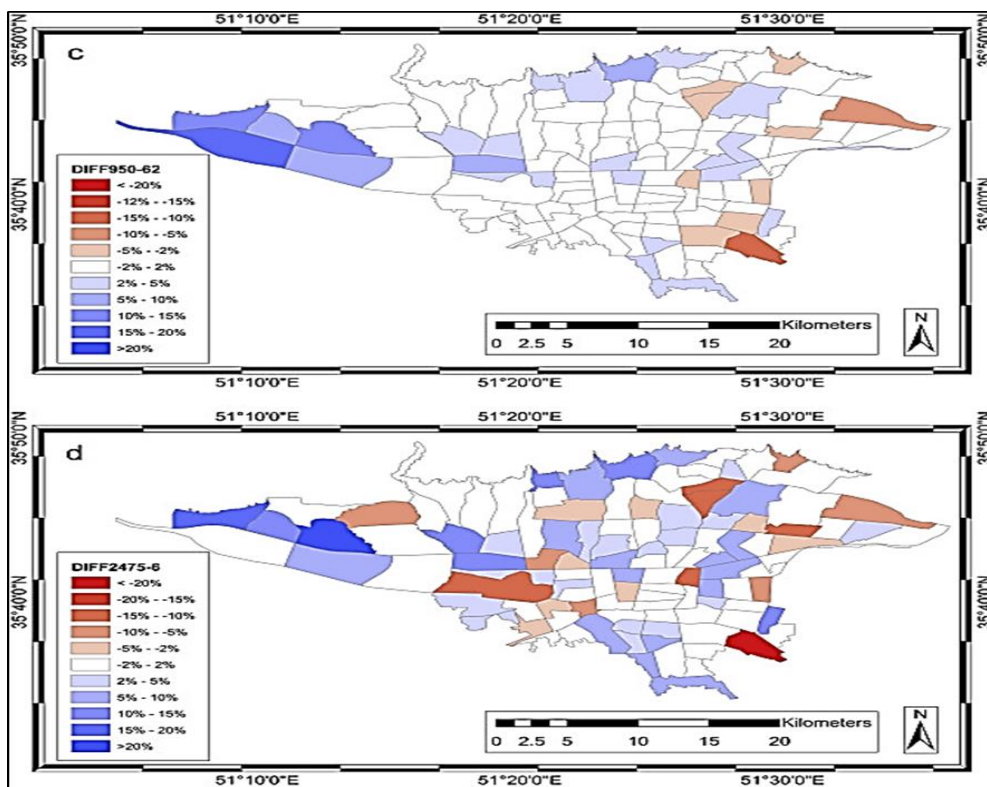 51°10'0"E 51°20'0"E 51°30'0"E
35°50'0"N 35°50'0"N
c
DIFF950-62
< -20%
-12% - -15%
-15% - -10%
-10% - -5%
-5% - -2%
-2% - 2%
2% - 5%
5% - 10%
10% - 15%
15% - 20%
>20%
35°40'0"N 35°40'0"N
N
Kilometers
0 2.5 5 10 15 20
51°10'0"E 51°20'0"E 51°30'0"E
51°10'0"E 51°20'0"E 51°30'0"E
35°50'0"N 35°50'0"N
d
DIFF2475-6
< -20%
-20% - -15%
-15% - -10%
-10% - -5%
-5% - -2%
-2% - 2%
2% - 5%
5% - 10%
10% - 15%
15% - 20%
>20%
35°40'0"N 35°40'0"N
N
Kilometers
0 2.5 5 10 15 20
51°10'0"E 51°20'0"E 51°30'0"E